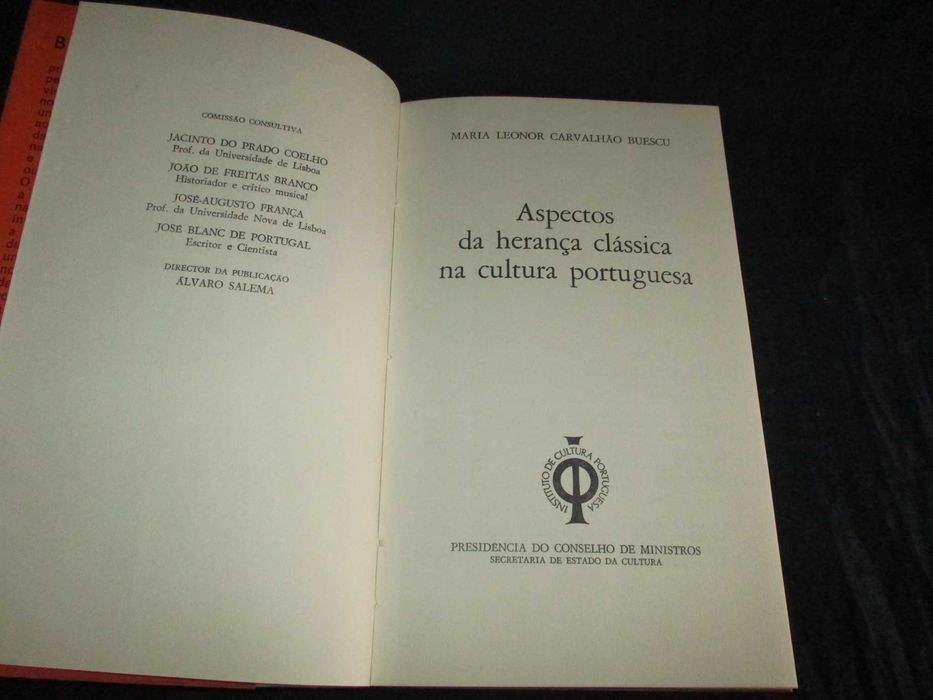 COMISSÃO CONSULTIVA
JACINTO DO PRADO COELHO
Prof. da Universidade de Lisboa
JOÃO DE FREITAS BRANCO
Historiador e crítico musical
JOSÉ-AUGUSTO FRANÇA
Prof. da Universidade Nova de Lisboa
JOSÉ BLANC DE PORTUGAL
Escritor e Cientista
DIRECTOR DA PUBLICAÇÃO
ÁLVARO SALEMA
MARIA LEONOR CARVALHÃO BUESCU
Aspectos
da herança clássica
na cultura portuguesa
INSTITUTO DE CULTURA PORTUGUESA
PRESIDÊNCIA DO CONSELHO DE MINISTROS
SECRETARIA DE ESTADO DA CULTURA